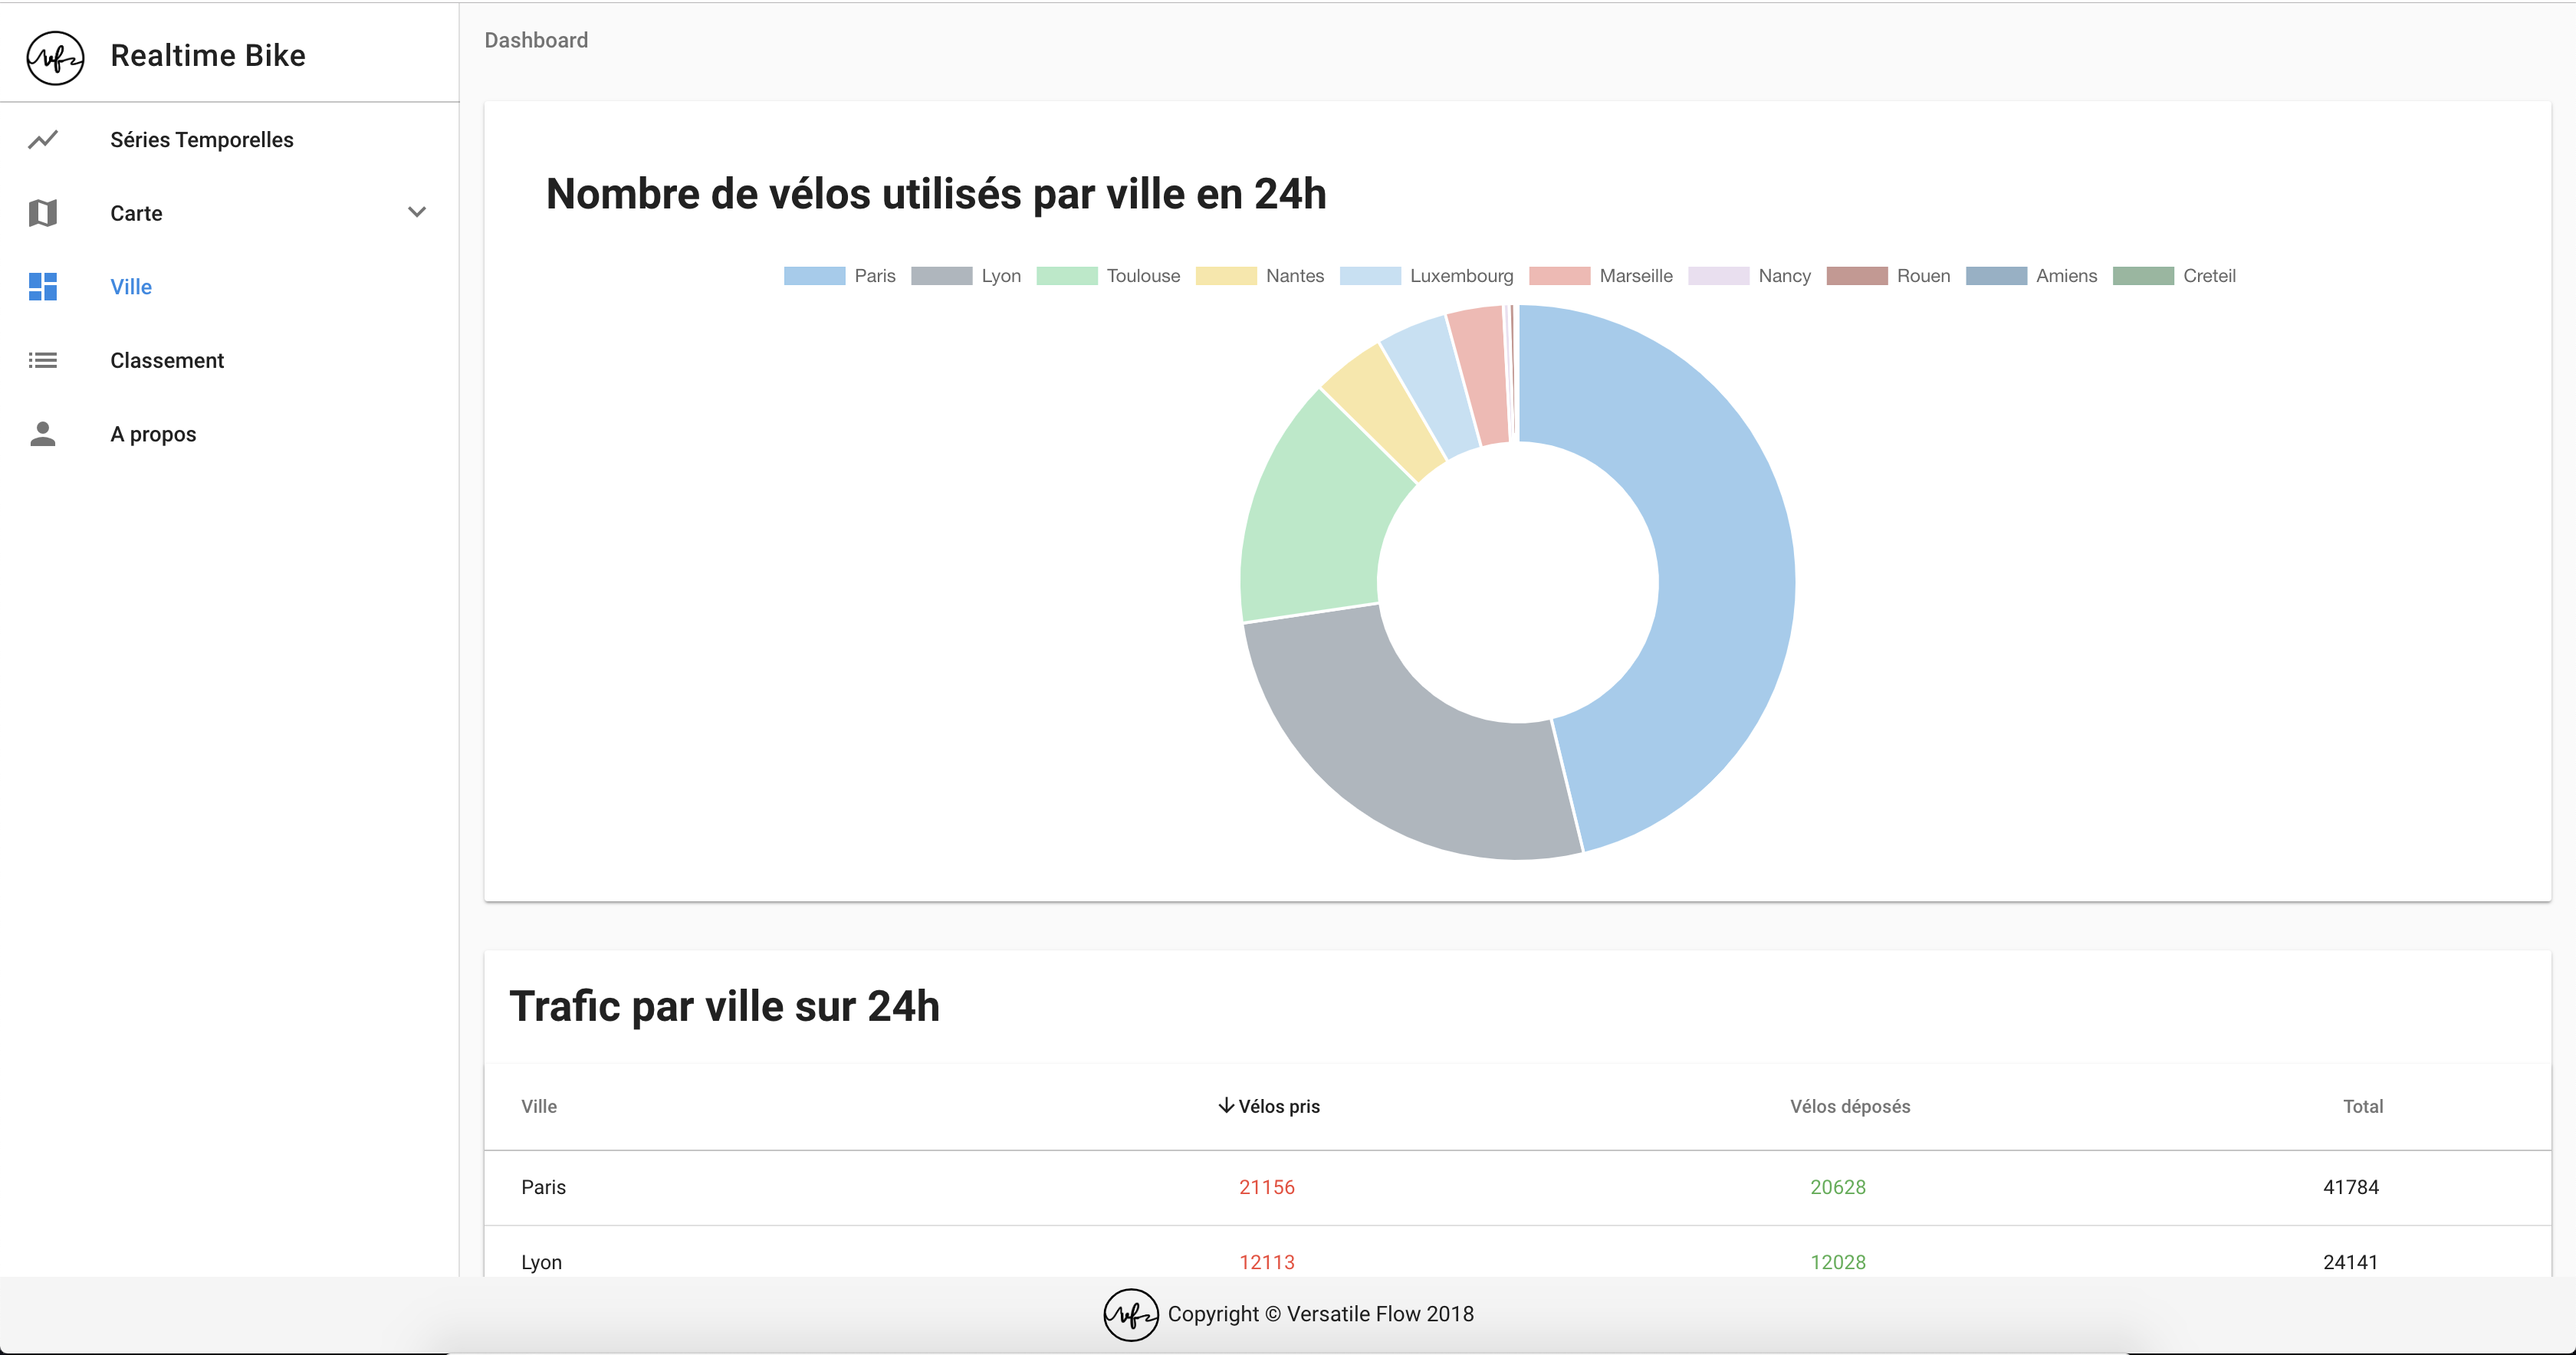 Realtime Bike
Séries Temporelles
Carte
Ville
Classement
A propos
Dashboard
Nombre de vélos utilisés par ville en 24h
Paris Lyon Toulouse Nantes Luxembourg Marseille Nancy Rouen Amiens Creteil
Trafic par ville sur 24h
Ville Vélos pris Vélos déposés Total
Paris 21156 20628 41784
Lyon 12113 12028 24141
Copyright © Versatile Flow 2018